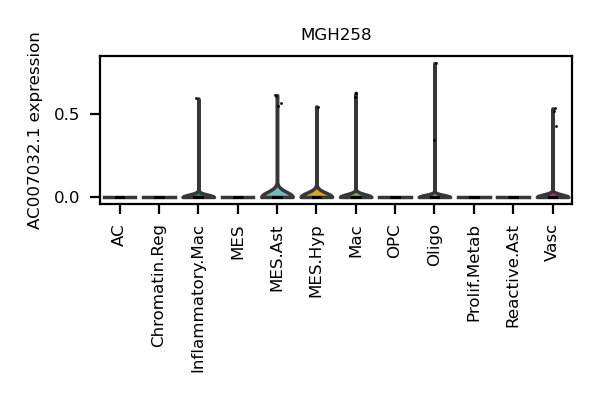 MGH258
AC007032.1 expression
0.5
0.0
AC
Chromatin.Reg
Inflammatory.Mac
MES
MES.Ast
MES.Hyp
Mac
OPC
Oligo
Prolif.Metab
Reactive.Ast
Vasc